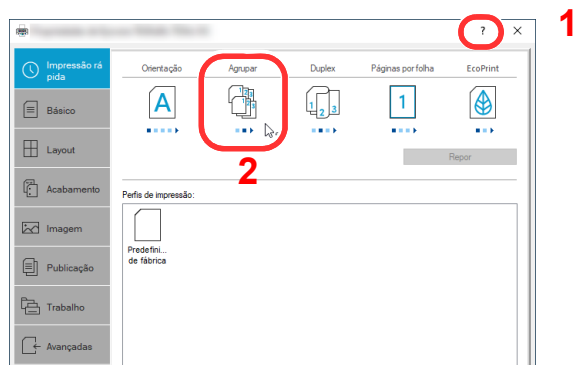 ? ×
1
Impressão rá
pida
Básico
Layout
Acabamento
Imagem
Publicação
Trabalho
Avançadas
Orientação Agrupar Duplex Páginas por folha EcoPrint
A 1 2 3 1
2
Repor
Perfis de impressão:
Predefini...
de fábrica